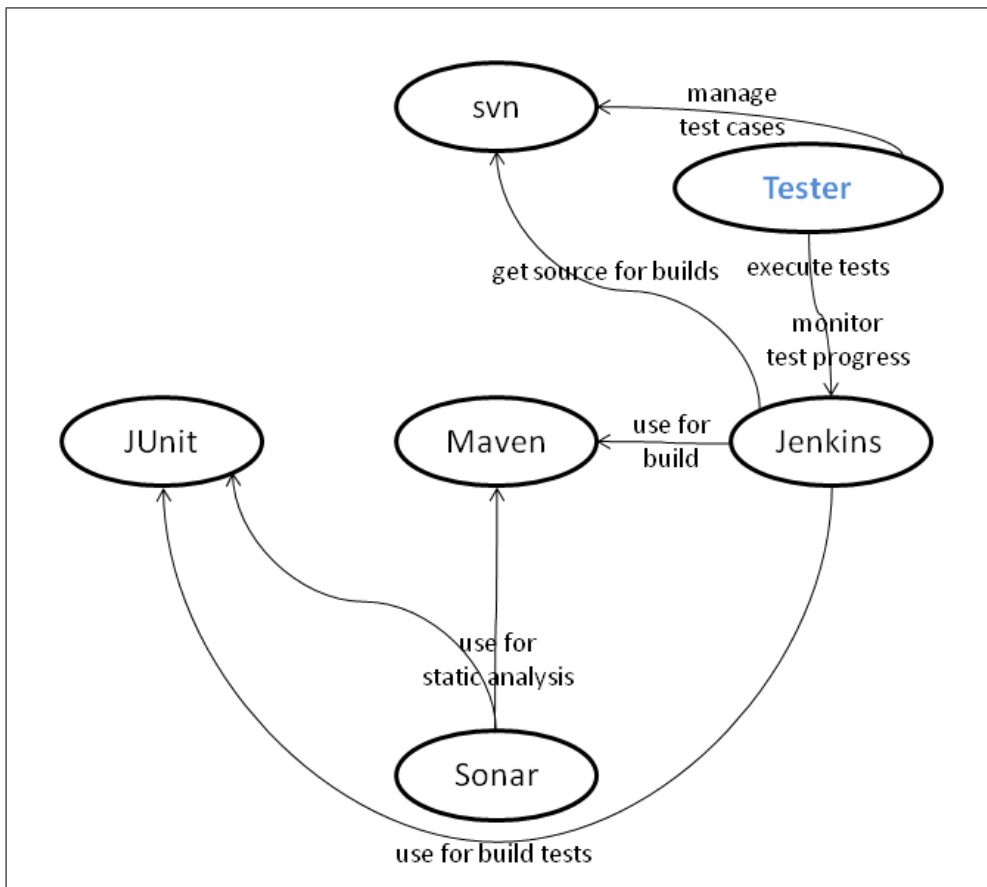 svn
manage
test cases
Tester
get source for builds
execute tests
monitor
test progress
JUnit
Maven
use for
build
Jenkins
use for
static analysis
Sonar
use for build tests